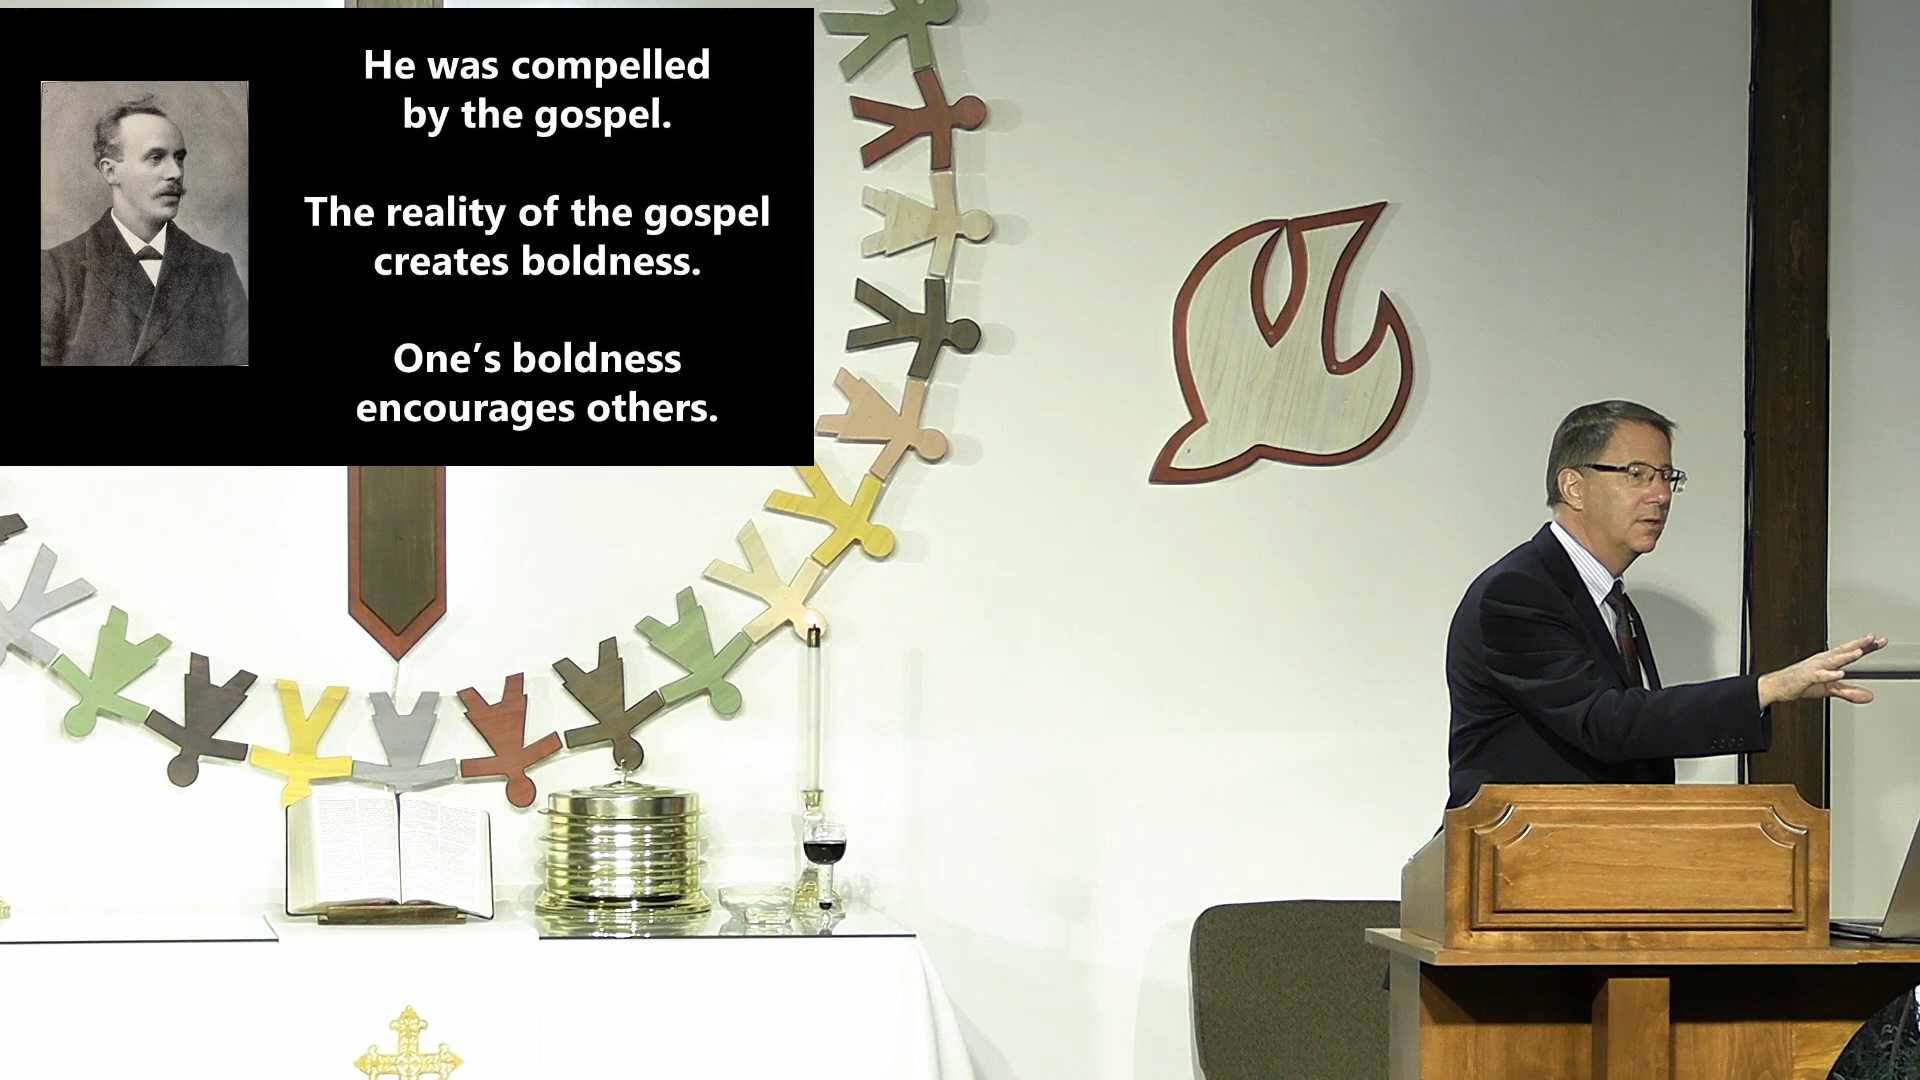 He was compelled
by the gospel.
The reality of the gospel
creates boldness.
One’s boldness
encourages others.